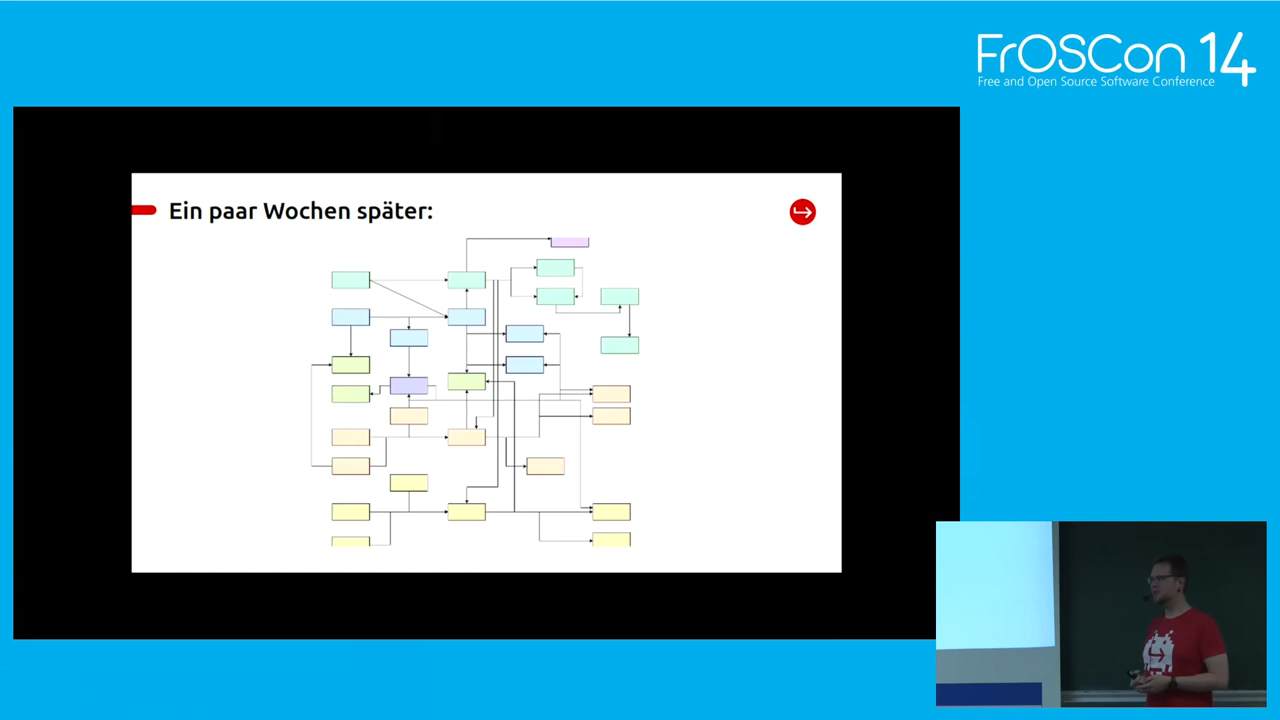 FrOSCon 14
Free and Open Source Software Conference
Ein paar Wochen später: